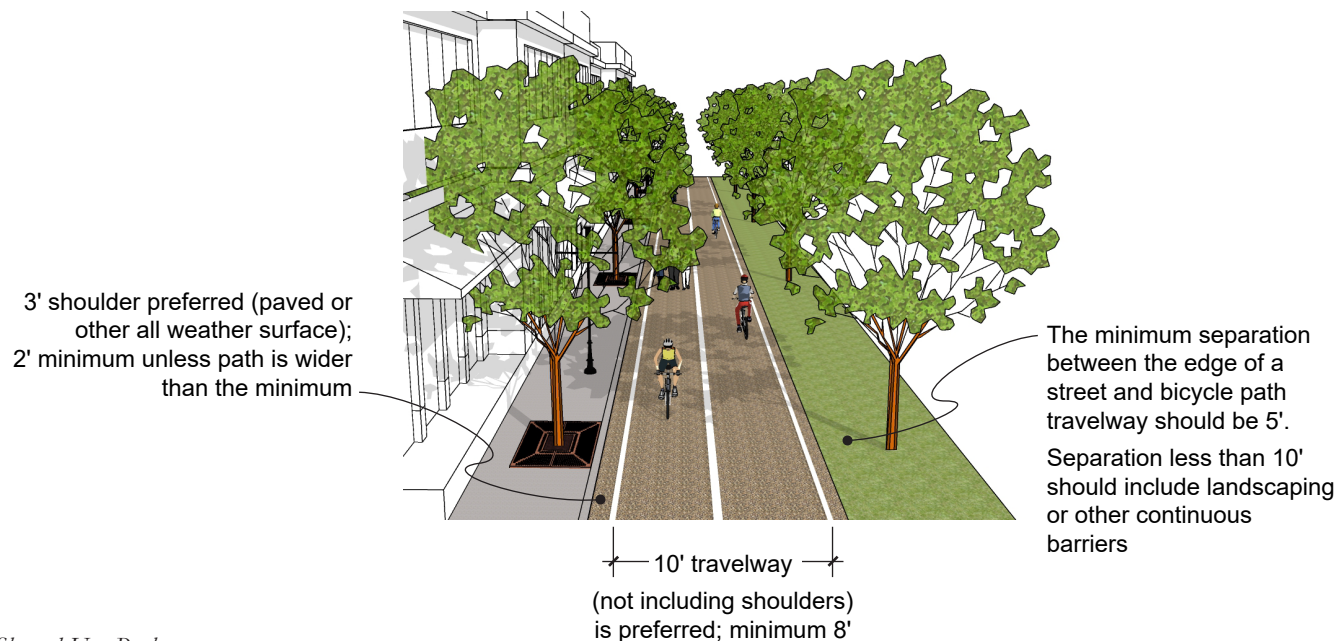 3' shoulder preferred (paved or
other all weather surface);
2' minimum unless path is wider
than the minimum
The minimum separation
between the edge of a
street and bicycle path
travelway should be 5'.
Separation less than 10'
should include landscaping
or other continuous
barriers
10' travelway
(not including shoulders)
is preferred; minimum 8'